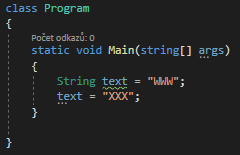 class Program
{
Počet odkazů: 0
static void Main(string[] args)
{
String text = "WWW";
text = "XXX";
}
}